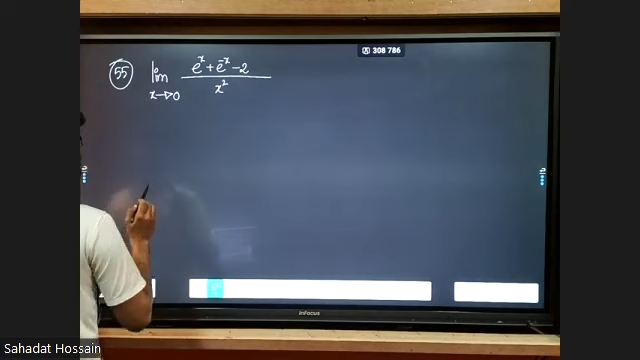 308 786
55 lim x→0 (e^x + e^-x - 2) / x^2
InFocus
Sahadat Hossain